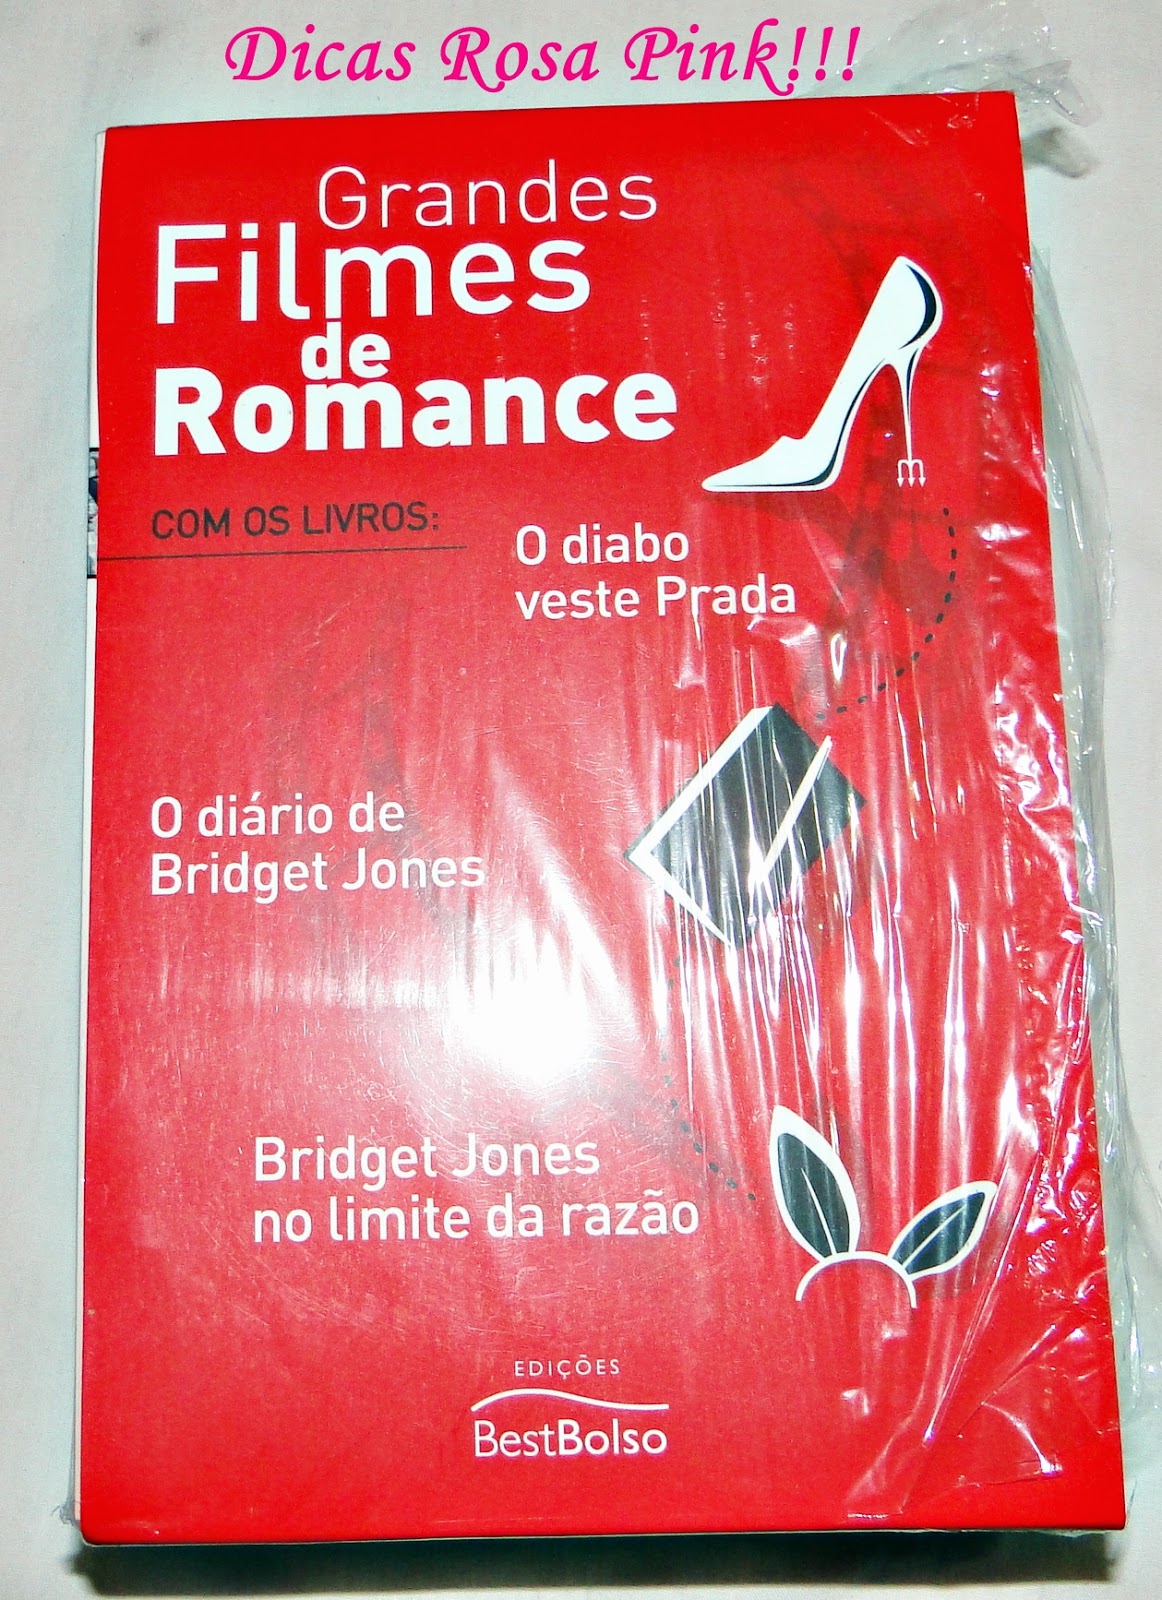 Dicas Rosa Pink!!!
Grandes
Filmes
de
Romance
COM OS LIVROS:
O diabo
veste Prada
O diário de
Bridget Jones
Bridget Jones
no limite da razão
EDIÇÕES
BestBolso